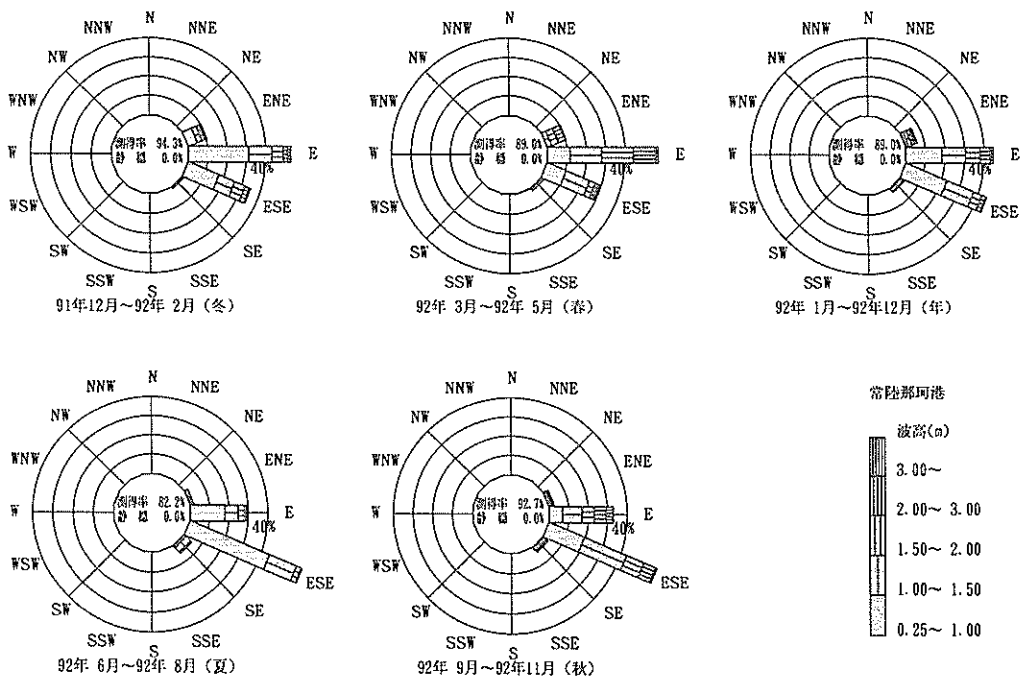 N
NNW NNE
NW NE
WNW ENE
W E
WSW ESE
SW SE
SSW SSE
S
測得率 94.3%
静 穏 0.0%
40%
91年12月～92年 2月 (冬)
N
NNW NNE
NW NE
WNW ENE
W E
WSW ESE
SW SE
SSW SSE
S
測得率 89.0%
静 穏 0.0%
40%
92年 3月～92年 5月 (春)
N
NNW NNE
NW NE
WNW ENE
W E
WSW ESE
SW SE
SSW SSE
S
測得率 89.0%
静 穏 0.0%
40%
92年 1月～92年12月 (年)
N
NNW NNE
NW NE
WNW ENE
W E
WSW ESE
SW SE
SSW SSE
S
測得率 82.2%
静 穏 0.0%
40%
92年 6月～92年 8月 (夏)
N
NNW NNE
NW NE
WNW ENE
W E
WSW ESE
SW SE
SSW SSE
S
測得率 92.7%
静 穏 0.0%
40%
92年 9月～92年11月 (秋)
常陸那珂港
波高(m)
3.00～
2.00～ 3.00
1.50～ 2.00
1.00～ 1.50
0.25～ 1.00